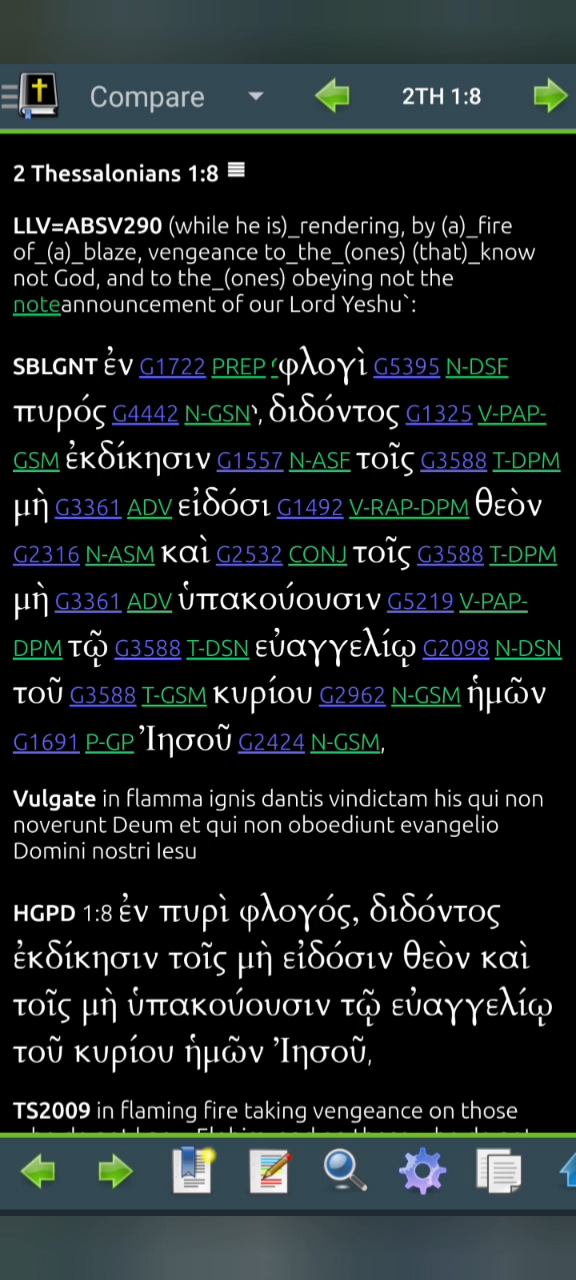 Compare
2TH 1:8
2 Thessalonians 1:8
LLV=ABSV290 (while he is)_rendering, by (a)_fire
of_(a)_blaze, vengeance to_the_(ones) (that)_know
not God, and to the_(ones) obeying not the
noteannouncement of our Lord Yeshu`:
SBLGNT ἐν G1722 PREP ⸂φλογὶ G5395 N-DSF
πυρός G4442 N-GSN⸃, διδόντος G1325 V-PAP-
GSM ἐκδίκησιν G1557 N-ASF τοῖς G3588 T-DPM
μὴ G3361 ADV εἰδόσι G1492 V-RAP-DPM θεὸν
G2316 N-ASM καὶ G2532 CONJ τοῖς G3588 T-DPM
μὴ G3361 ADV ὑπακούουσιν G5219 V-PAP-
DPM τῷ G3588 T-DSN εὐαγγελίῳ G2098 N-DSN
τοῦ G3588 T-GSM κυρίου G2962 N-GSM ἡμῶν
G1691 P-GP Ἰησοῦ G2424 N-GSM,
Vulgate in flamma ignis dantis vindictam his qui non
noverunt Deum et qui non oboediunt evangelio
Domini nostri Iesu
HGPD 1:8 ἐν πυρὶ φλογός, διδόντος
ἐκδίκησιν τοῖς μὴ εἰδόσιν θεὸν καὶ
τοῖς μὴ ὑπακούουσιν τῷ εὐαγγελίῳ
τοῦ κυρίου ἡμῶν Ἰησοῦ,
TS2009 in flaming fire taking vengeance on those